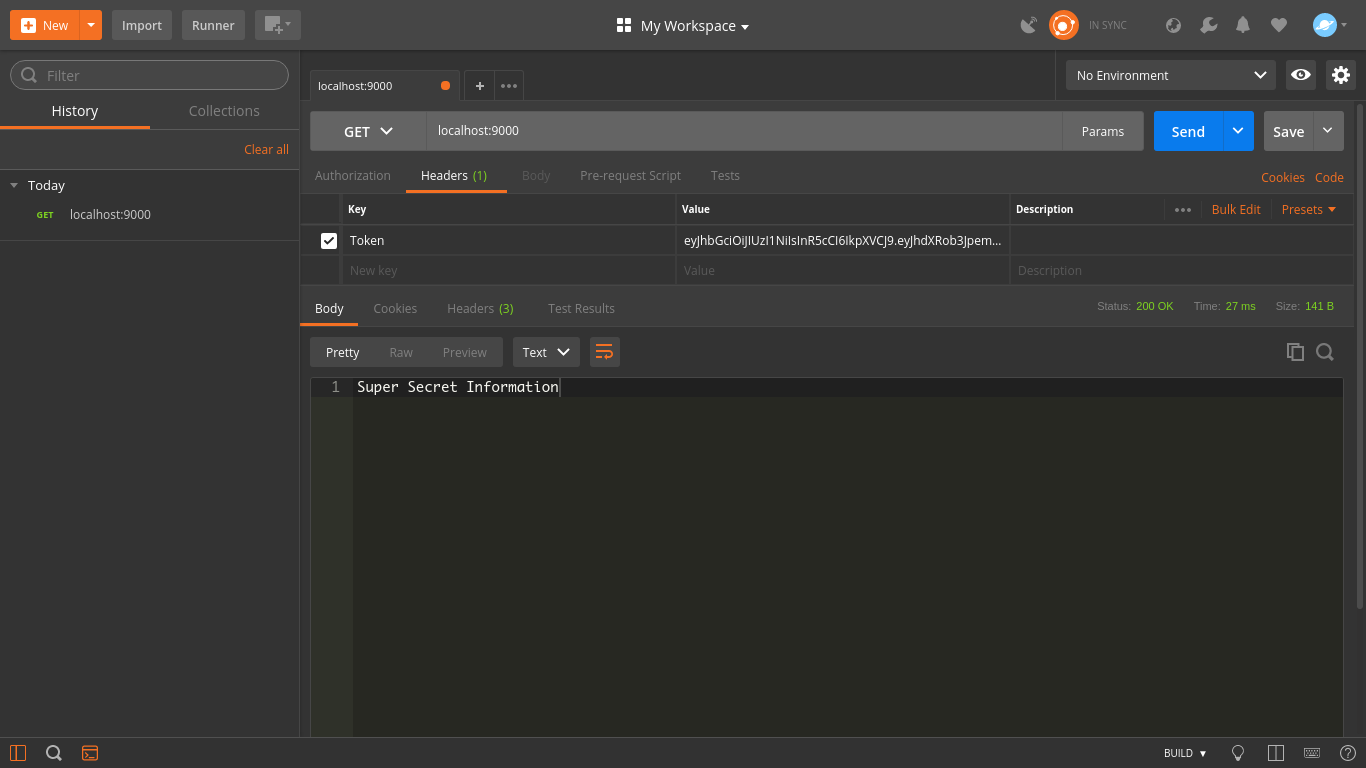 New
Import
Runner
My Workspace
IN SYNC
Filter
History
Collections
Clear all
Today
GET localhost:9000
localhost:9000
+
No Environment
GET
localhost:9000
Params
Send
Save
Authorization
Headers (1)
Body
Pre-request Script
Tests
Cookies
Code
Key
Value
Description
Bulk Edit
Presets
Token
eyJhbGciOiJIUzI1NiIsInR5cCI6IkpXVCJ9.eyJhdXRob3Jpem...
New key
Value
Description
Body
Cookies
Headers (3)
Test Results
Status: 200 OK
Time: 27 ms
Size: 141 B
Pretty
Raw
Preview
Text
1 Super Secret Information
BUILD